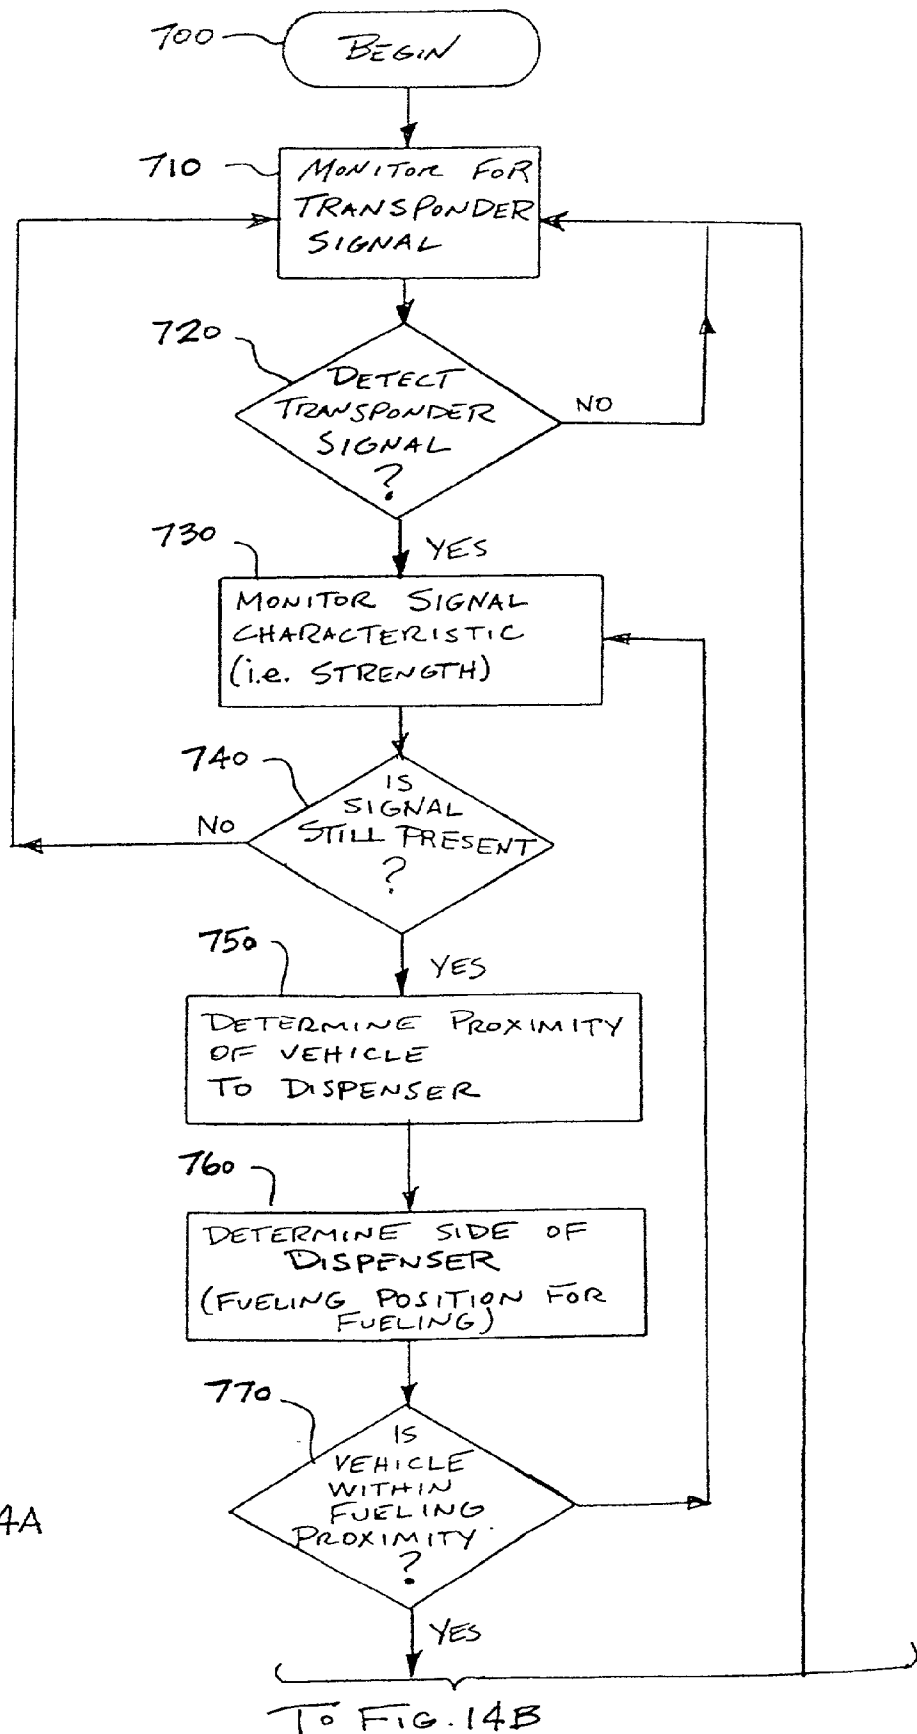 700
BEGIN
710
MONITOR FOR
TRANSPONDER
SIGNAL
720
DETECT
TRANSPONDER
SIGNAL
?
NO
YES
730
MONITOR SIGNAL
CHARACTERISTIC
(i.e. STRENGTH)
740
IS
SIGNAL
STILL PRESENT
?
NO
YES
750
DETERMINE PROXIMITY
OF VEHICLE
TO DISPENSER
760
DETERMINE SIDE OF
DISPENSER
(FUELING POSITION FOR
FUELING)
770
IS
VEHICLE
WITHIN
FUELING
PROXIMITY
?
4A
YES
TO FIG. 14B